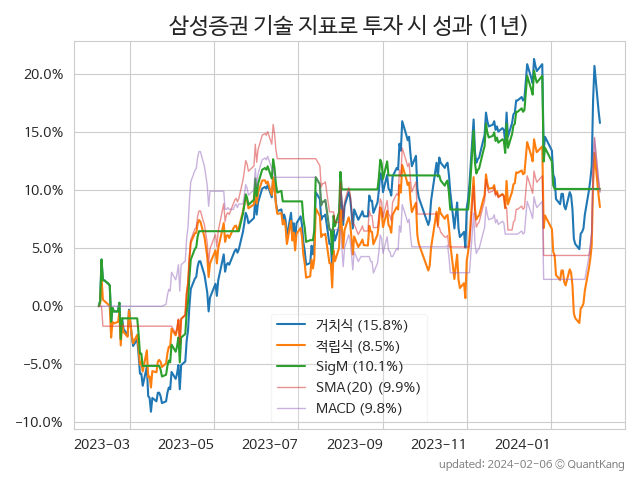 삼성증권 기술 지표로 투자 시 성과 (1년)
20.0%
15.0%
10.0%
5.0%
0.0%
−5.0%
−10.0%
거치식 (15.8%)
적립식 (8.5%)
SigM (10.1%)
SMA(20) (9.9%)
MACD (9.8%)
2023-03 2023-05 2023-07 2023-09 2023-11 2024-01
updated: 2024-02-06 © QuantKang